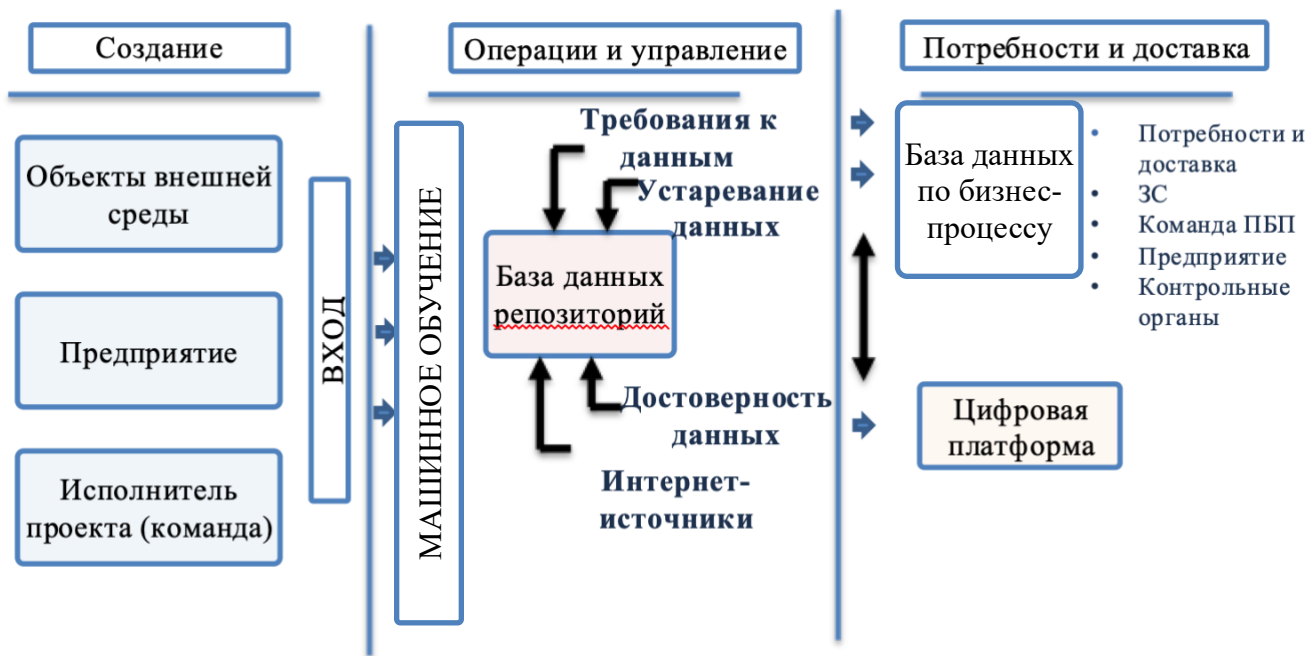 Создание
Объекты внешней
среды
Предприятие
Исполнитель
проекта (команда)
ВХОД
Операции и управление
МАШИННОЕ ОБУЧЕНИЕ
Требования к
данным
Устаревание
данных
База данных
репозиторий
Достоверность
данных
Интернет-
источники
Потребности и доставка
База данных
по бизнес-
процессу
• Потребности и
доставка
• ЗС
• Команда ПБП
• Предприятие
• Контрольные
органы
Цифровая
платформа